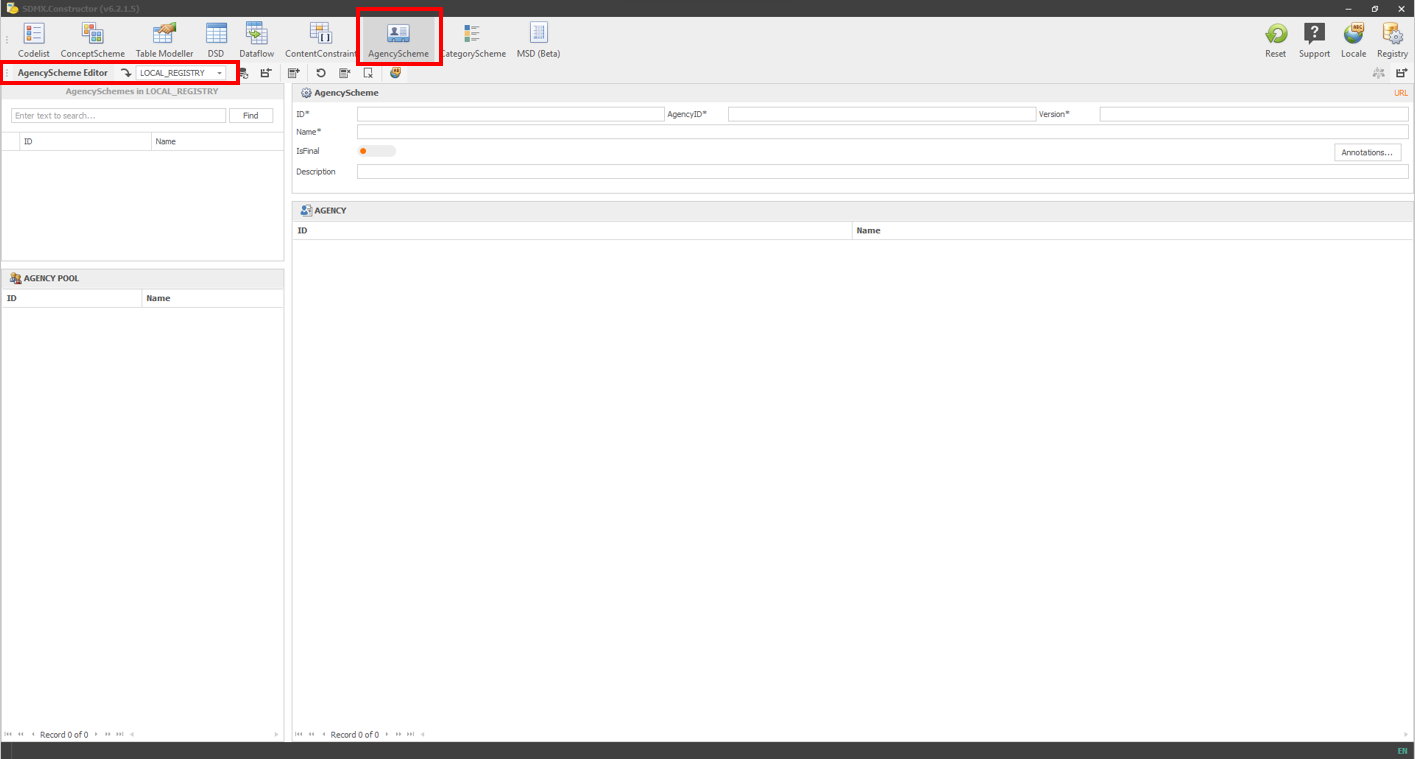 SDMX.Constructor (v6.2.1.5)
Codelist ConceptScheme Table Modeller DSD Dataflow ContentConstraint AgencyScheme CategoryScheme MSD (Beta) Reset Support Locale Registry
AgencyScheme Editor LOCAL_REGISTRY
AgencySchemes in LOCAL_REGISTRY
Enter text to search... Find
ID Name
AGENCY POOL
ID Name
Record 0 of 0
AgencyScheme URL
ID* AgencyID* Version*
Name*
IsFinal Annotations...
Description
AGENCY
ID Name
Record 0 of 0
EN